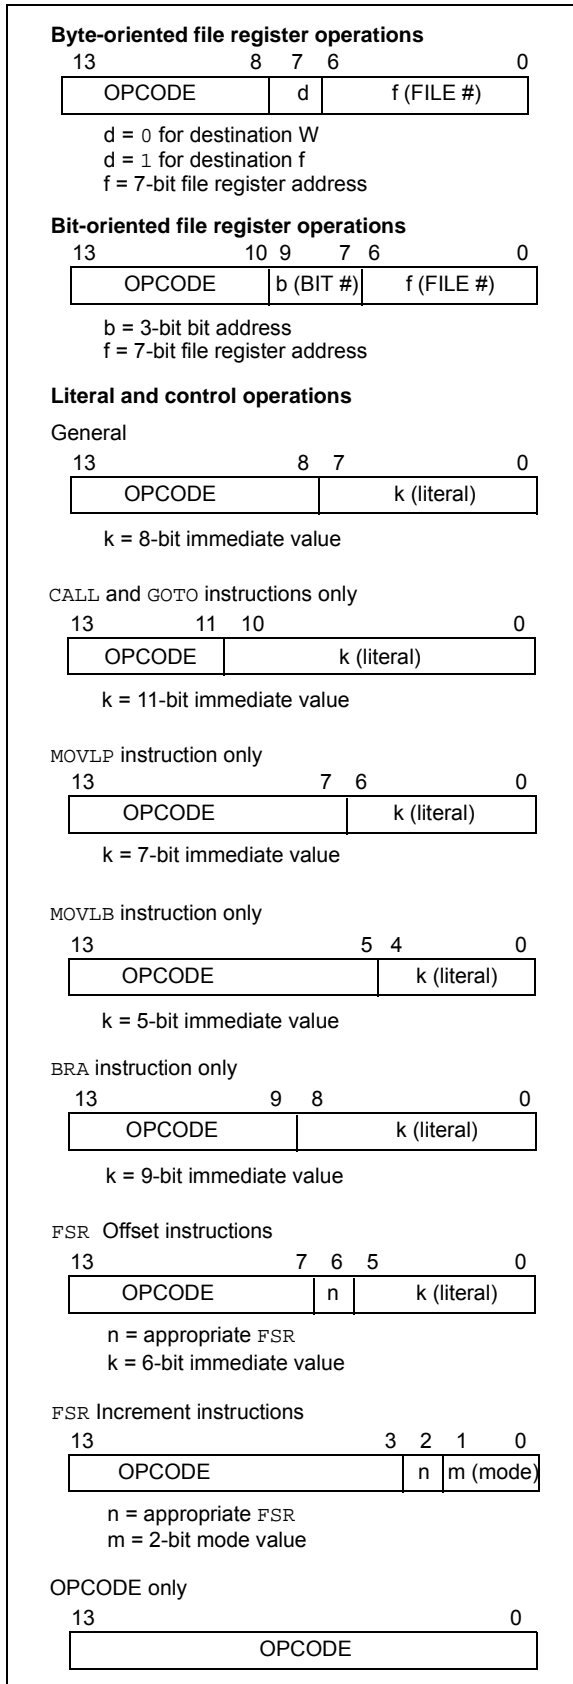 Byte-oriented file register operations
13 8 7 6 0
OPCODE d f (FILE #)
d = 0 for destination W
d = 1 for destination f
f = 7-bit file register address
Bit-oriented file register operations
13 10 9 7 6 0
OPCODE b (BIT #) f (FILE #)
b = 3-bit bit address
f = 7-bit file register address
Literal and control operations
General
13 8 7 0
OPCODE k (literal)
k = 8-bit immediate value
CALL and GOTO instructions only
13 11 10 0
OPCODE k (literal)
k = 11-bit immediate value
MOVLP instruction only
13 7 6 0
OPCODE k (literal)
k = 7-bit immediate value
MOVLB instruction only
13 5 4 0
OPCODE k (literal)
k = 5-bit immediate value
BRA instruction only
13 9 8 0
OPCODE k (literal)
k = 9-bit immediate value
FSR Offset instructions
13 7 6 5 0
OPCODE n k (literal)
n = appropriate FSR
k = 6-bit immediate value
FSR Increment instructions
13 3 2 1 0
OPCODE n m (mode)
n = appropriate FSR
m = 2-bit mode value
OPCODE only
13 0
OPCODE